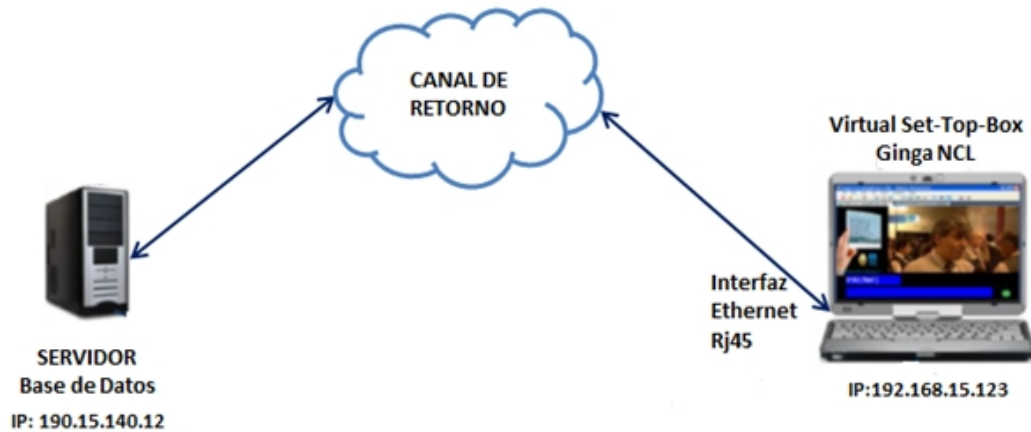 CANAL DE
RETORNO
Virtual Set-Top-Box
Ginga NCL
Interfaz
Ethernet
Rj45
SERVIDOR
Base de Datos
IP: 190.15.140.12
IP:192.168.15.123